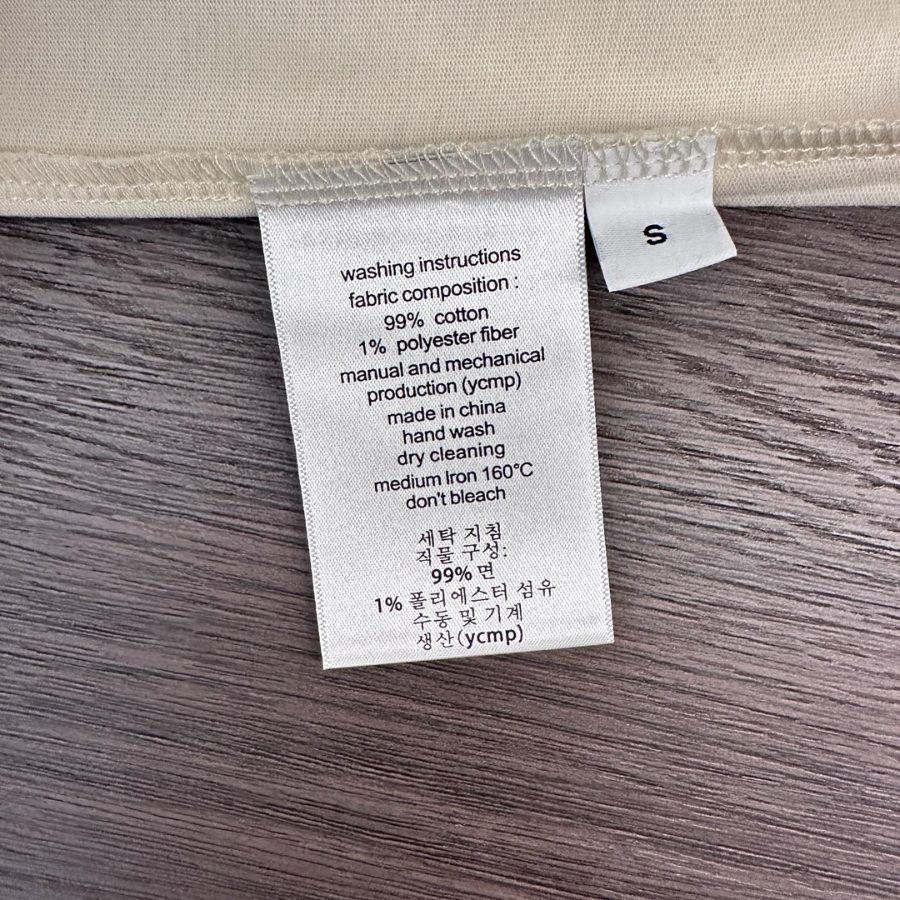 washing instructions
fabric composition :
99% cotton
1% polyester fiber
manual and mechanical
production (ycmp)
made in china
hand wash
dry cleaning
medium Iron 160℃
don't bleach
세탁 지침
직물 구성:
99% 면
1% 폴리에스터 섬유
수동 및 기계
생산(ycmp)
S